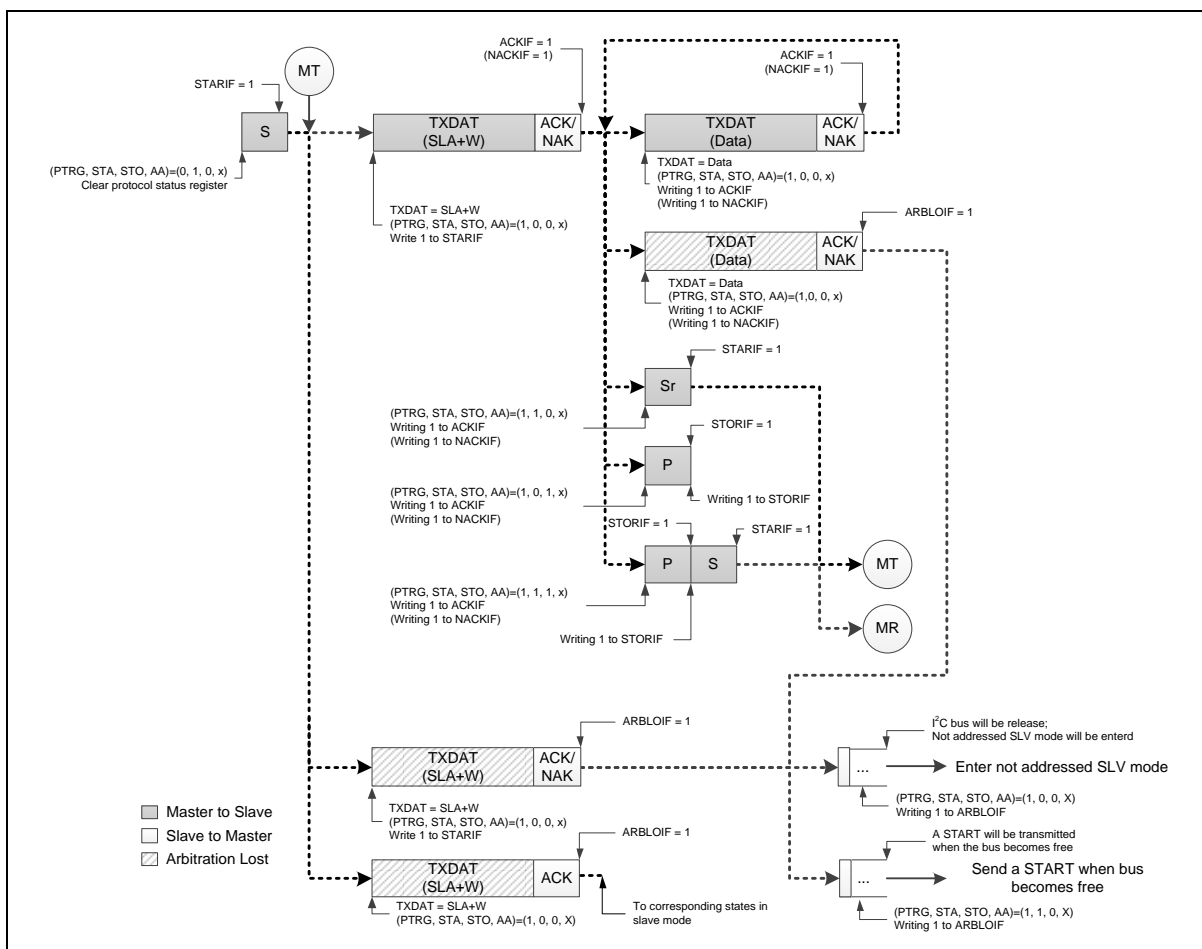 ACKIF = 1
(NACKIF = 1)
ACKIF = 1
(NACKIF = 1)
MT
STARIF = 1
S
TXDAT
(SLA+W)
ACK/
NAK
TXDAT
(Data)
ACK/
NAK
(PTRG, STA, STO, AA)=(0, 1, 0, x)
Clear protocol status register
TXDAT = SLA+W
(PTRG, STA, STO, AA)=(1, 0, 0, x)
Write 1 to STARIF
TXDAT = Data
(PTRG, STA, STO, AA)=(1, 0, 0, x)
Writing 1 to ACKIF
(Writing 1 to NACKIF)
ARBLOIF = 1
TXDAT
(Data)
ACK/
NAK
TXDAT = Data
(PTRG, STA, STO, AA)=(1,0, 0, x)
Writing 1 to ACKIF
(Writing 1 to NACKIF)
STARIF = 1
Sr
(PTRG, STA, STO, AA)=(1, 1, 0, x)
Writing 1 to ACKIF
(Writing 1 to NACKIF)
STORIF = 1
P
(PTRG, STA, STO, AA)=(1, 0, 1, x)
Writing 1 to ACKIF
(Writing 1 to NACKIF)
Writing 1 to STORIF
STORIF = 1
STARIF = 1
P
S
MT
(PTRG, STA, STO, AA)=(1, 1, 1, x)
Writing 1 to ACKIF
(Writing 1 to NACKIF)
Writing 1 to STORIF
MR
ARBLOIF = 1
I²C bus will be release;
Not addressed SLV mode will be enterd
TXDAT
(SLA+W)
ACK/
NAK
...
Enter not addressed SLV mode
TXDAT = SLA+W
(PTRG, STA, STO, AA)=(1, 0, 0, x)
Write 1 to STARIF
(PTRG, STA, STO, AA)=(1, 0, 0, X)
Writing 1 to ARBLOIF
Master to Slave
Slave to Master
Arbitration Lost
ARBLOIF = 1
A START will be transmitted
when the bus becomes free
TXDAT
(SLA+W)
ACK
...
Send a START when bus
becomes free
TXDAT = SLA+W
(PTRG, STA, STO, AA)=(1, 0, 0, X)
To corresponding states in
slave mode
(PTRG, STA, STO, AA)=(1, 1, 0, X)
Writing 1 to ARBLOIF